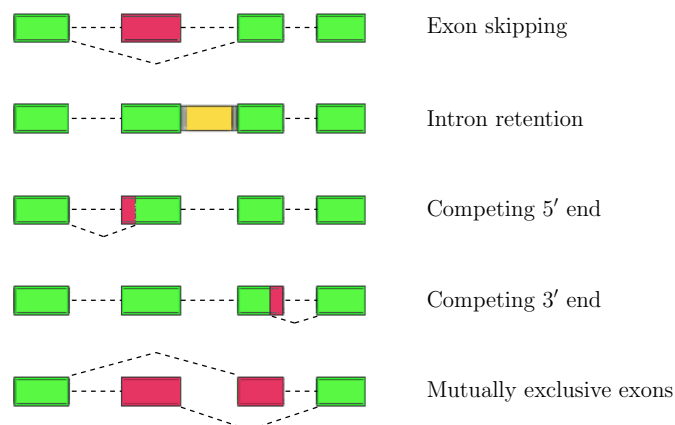 Exon skipping
Intron retention
Competing 5′ end
Competing 3′ end
Mutually exclusive exons